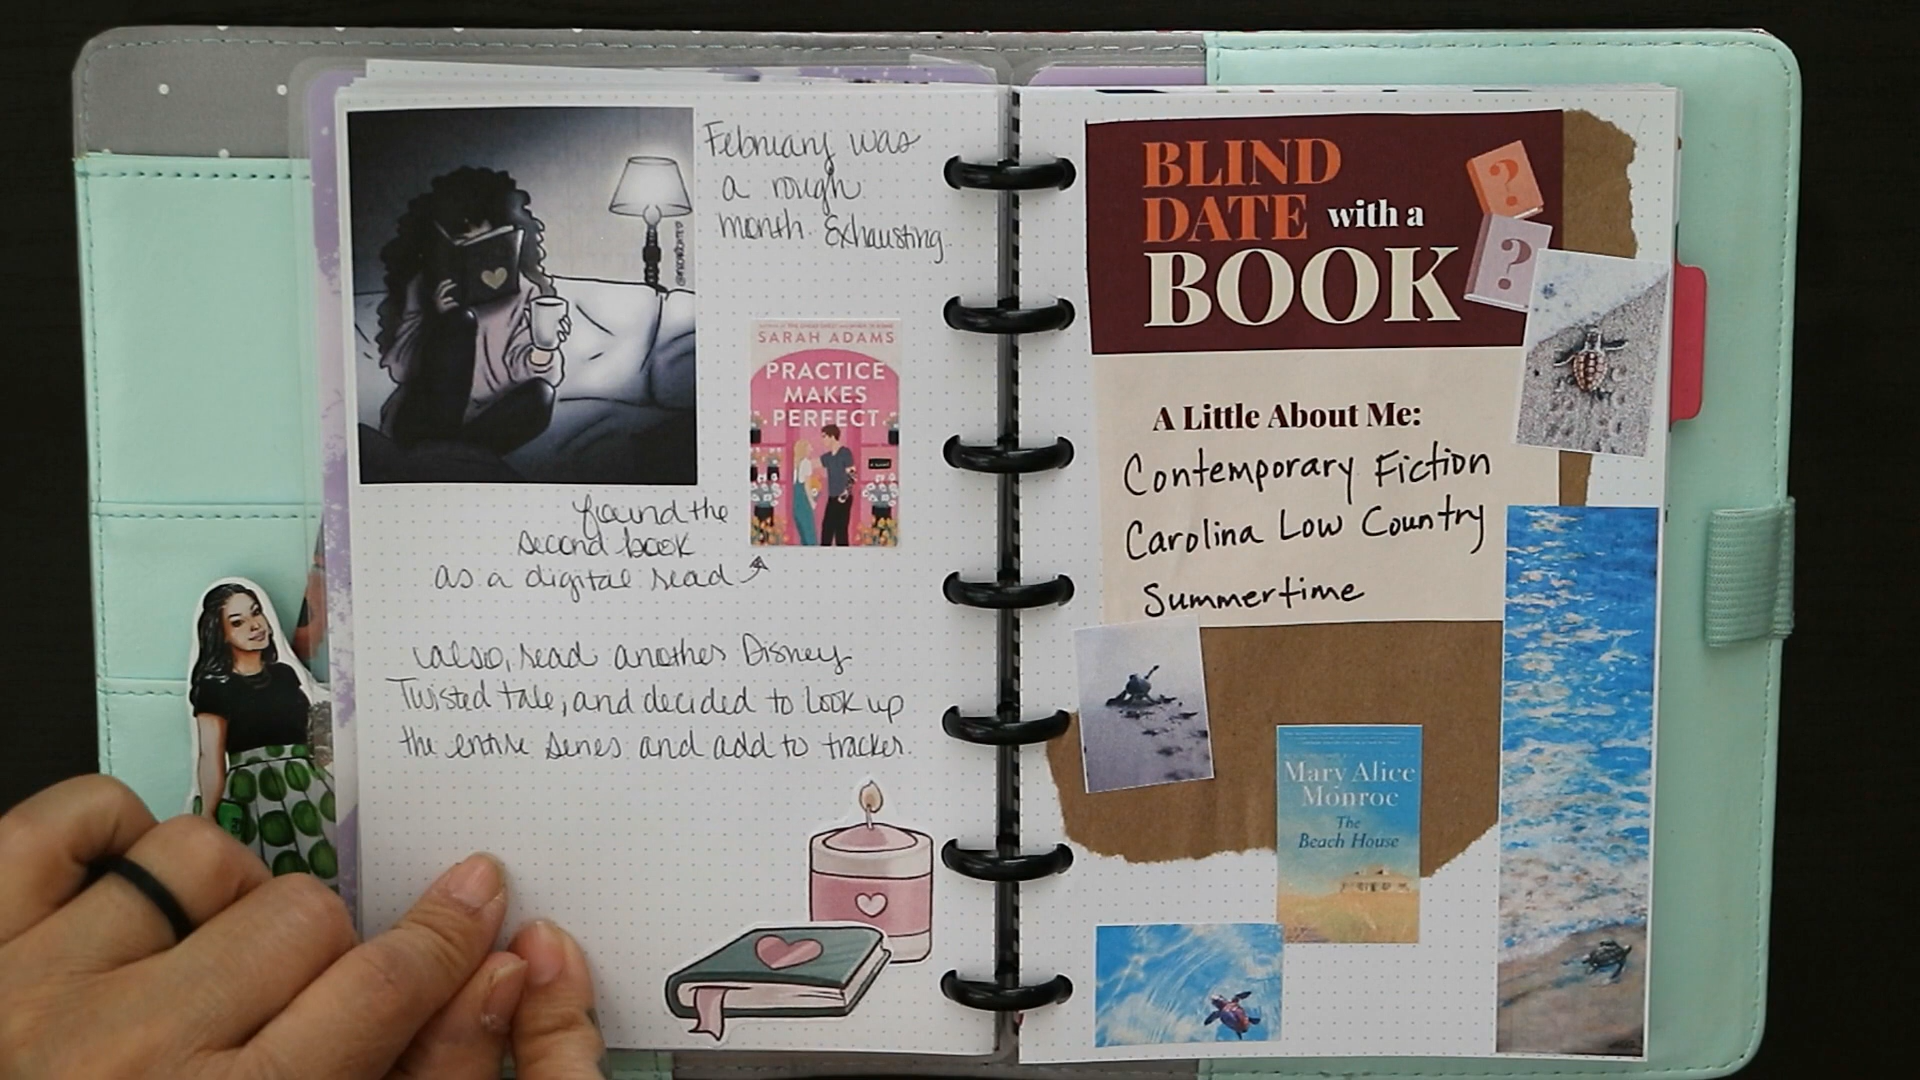 February was
a rough
month. Exhausting.
SARAH ADAMS
PRACTICE
MAKES
PERFECT
found the
second book
as a digital read
also, read another Disney
Twisted tale, and decided to look up
the entire series and add to tracker.
BLIND
DATE with a
BOOK
?
?
A Little About Me:
Contemporary Fiction
Carolina Low Country
Summertime
Mary Alice
Monroe
The
Beach House